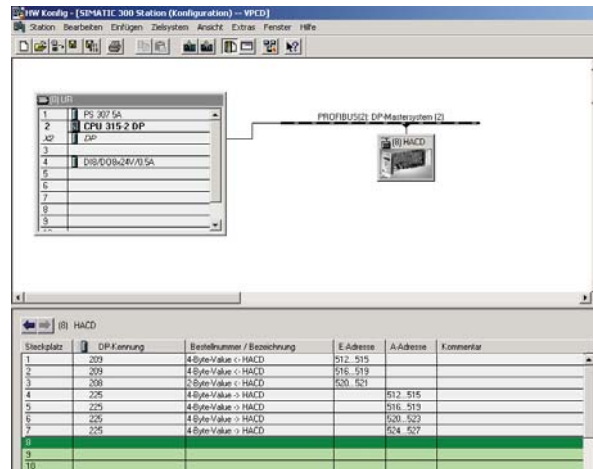 HW Konfig - [SIMATIC 300 Station (Konfiguration) -- VPCD]
Station Bearbeiten Einfügen Zielsystem Ansicht Extras Fenster Hilfe
(0) UR
1 PS 307 5A
2 CPU 315-2 DP
X2 DP
3
4 DI8/DO8x24V/0.5A
5
6
7
8
9
PROFIBUS(2): DP-Mastersystem (2)
(8) HACD
(8) HACD
Steckplatz DP-Kennung Bestellnummer / Bezeichnung E-Adresse A-Adresse Kommentar
1 209 4-Byte-Value <- HACD 512...515
2 209 4-Byte-Value <- HACD 516...519
3 208 2-Byte-Value <- HACD 520...521
4 225 4-Byte-Value -> HACD 512...515
5 225 4-Byte-Value -> HACD 516...519
6 225 4-Byte-Value -> HACD 520...523
7 225 4-Byte-Value -> HACD 524...527
8
9
10